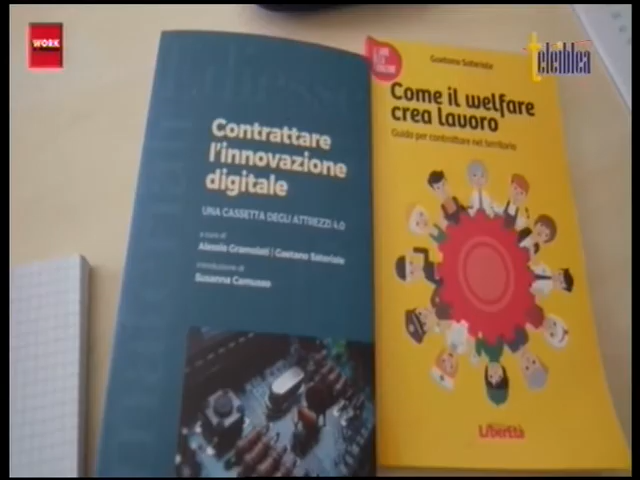 WORK
teleiblea
Contrattare
l'innovazione
digitale
UNA CASSETTA DEGLI ATTREZZI 4.0
a cura di
Alessio Gramolati | Gaetano Sateriale
introduzione di
Susanna Camusso
Gaetano Sateriale
Come il welfare
crea lavoro
Guida per contrattare nel territorio
LiBERETÀ